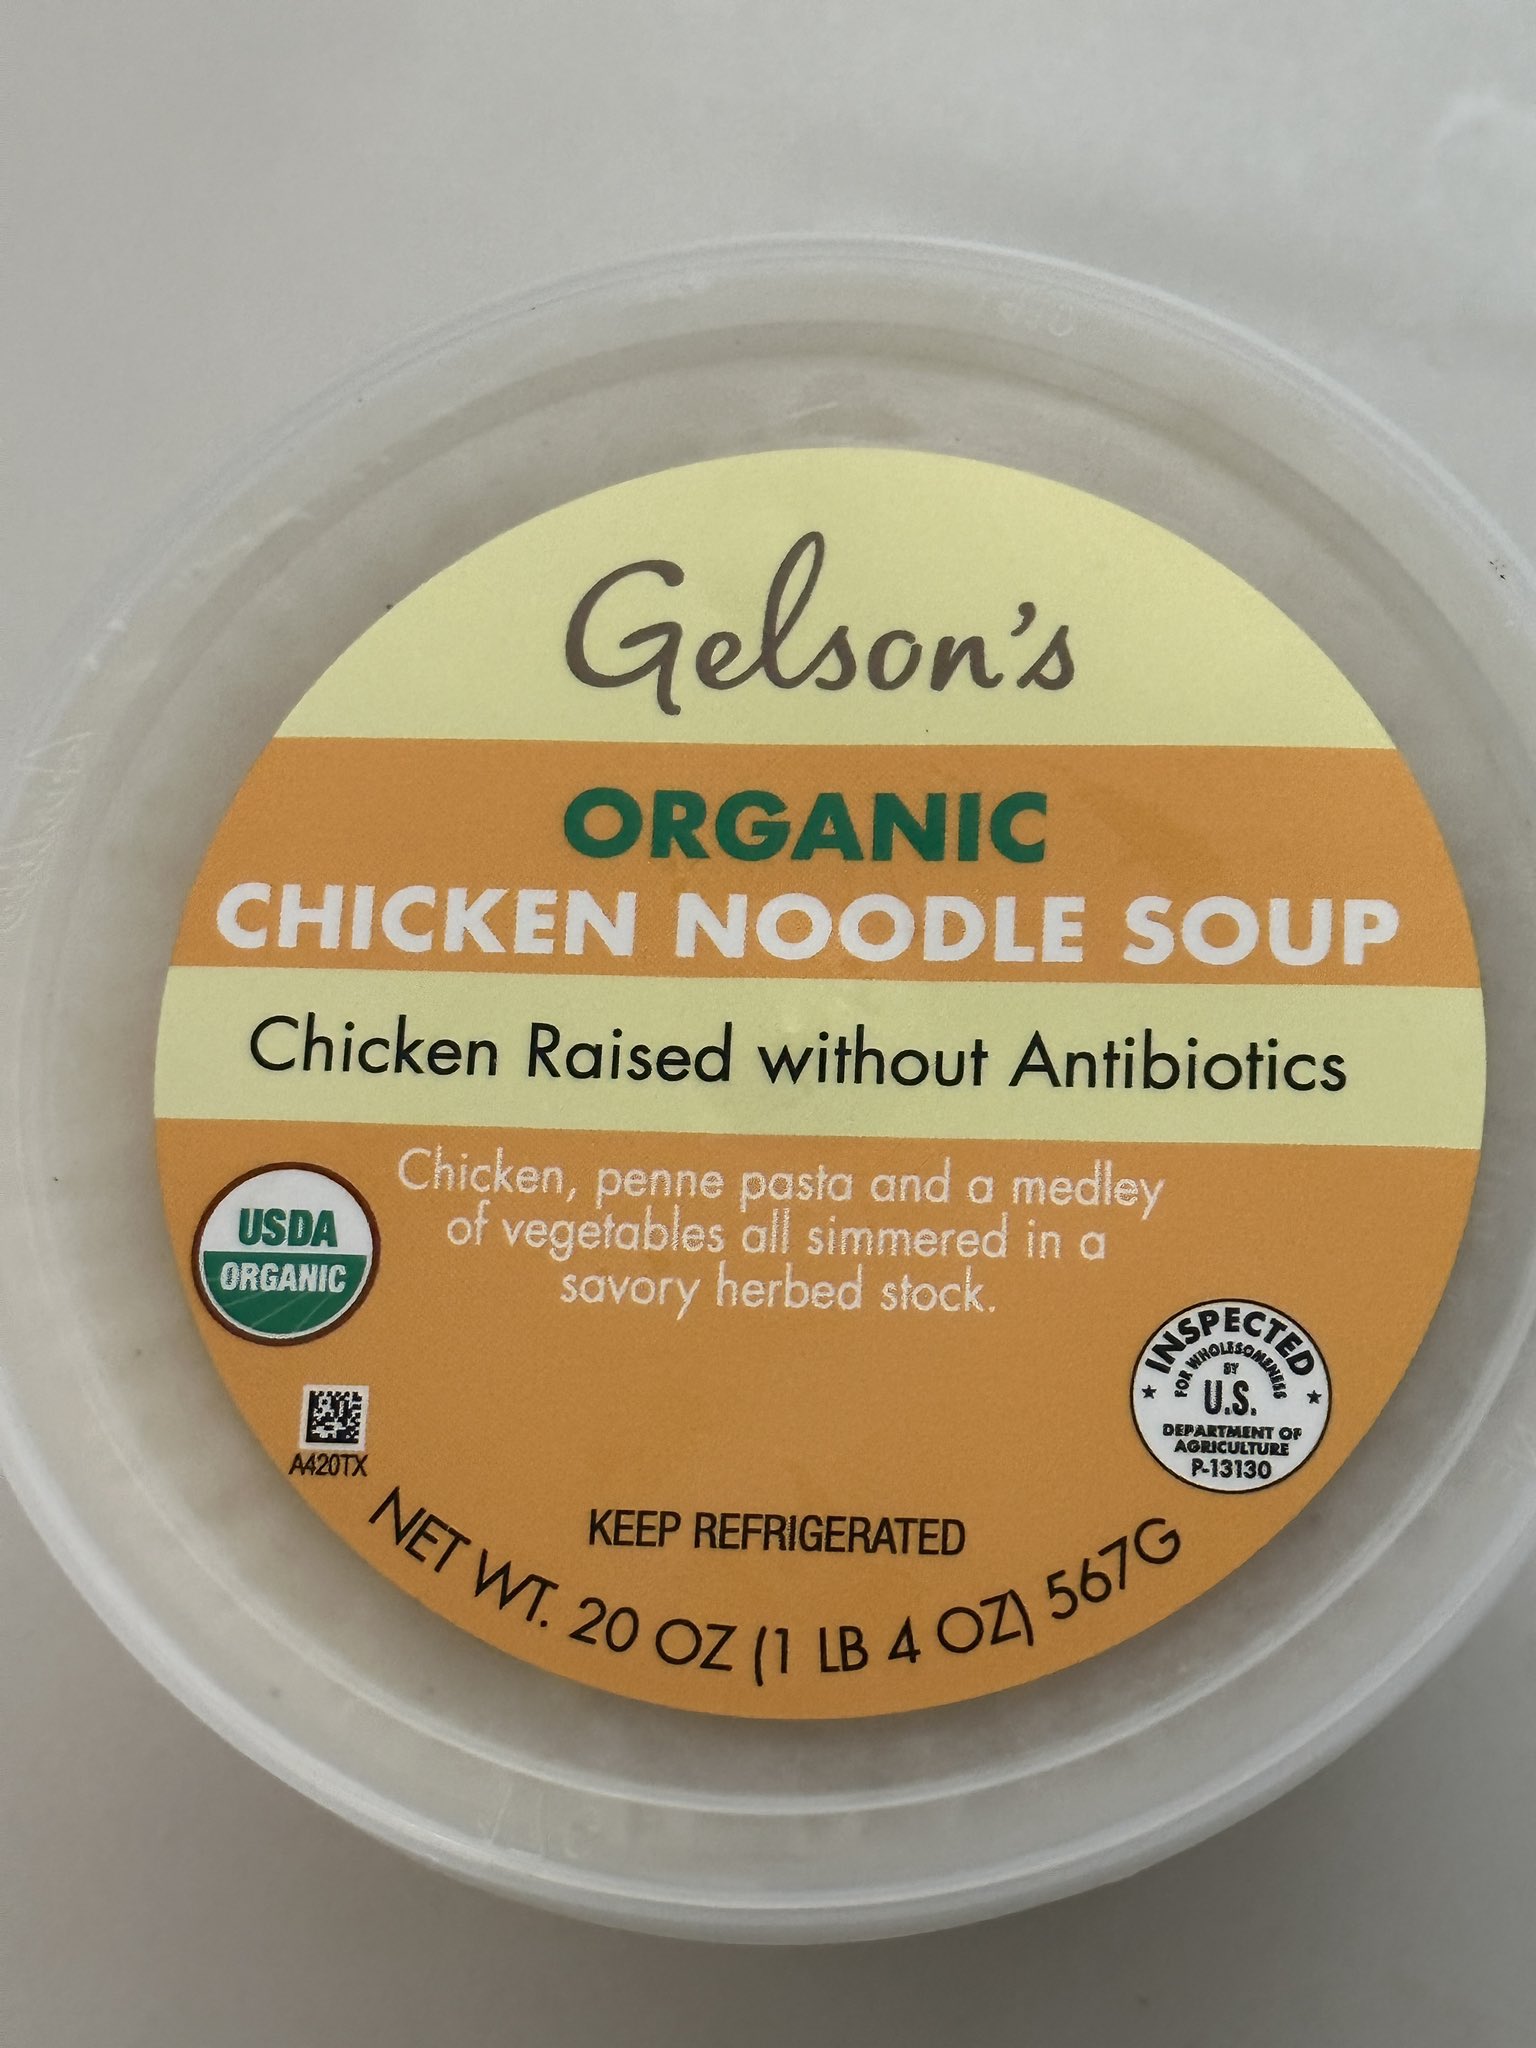 Gelson's
ORGANIC
CHICKEN NOODLE SOUP
Chicken Raised without Antibiotics
Chicken, penne pasta and a medley
of vegetables all simmered in a
savory herbed stock.
USDA
ORGANIC
INSPECTED
FOR WHOLESOMENESS
BY
U.S.
DEPARTMENT OF
AGRICULTURE
P-13130
A420TX
KEEP REFRIGERATED
NET WT. 20 OZ (1 LB 4 OZ) 567G